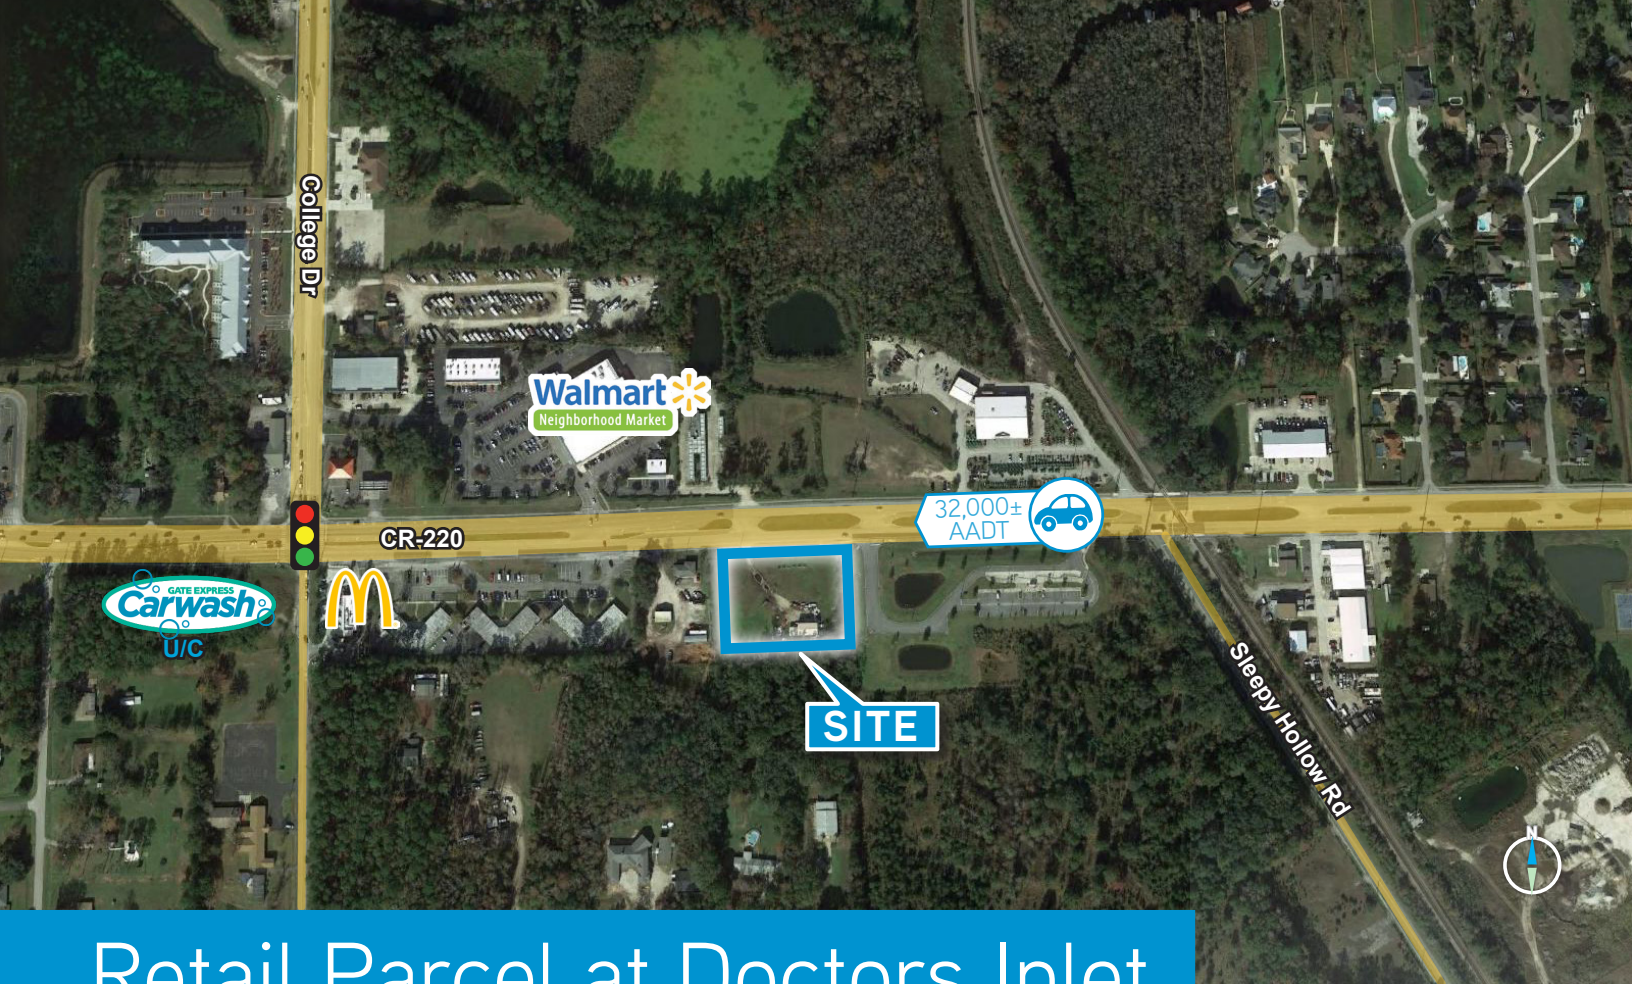 College Dr
Walmart
Neighborhood Market
32,000±
AADT
CR-220
GATE EXPRESS
Carwash
U/C
SITE
Sleepy Hollow Rd
N
Retail Parcel at Doctors Inlet